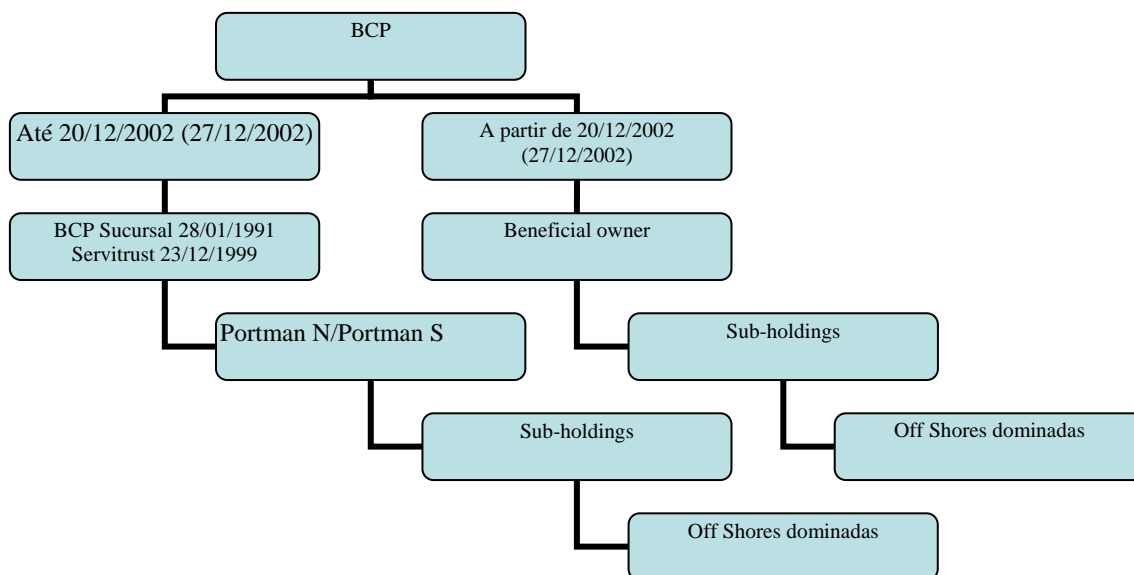 BCP
Até 20/12/2002 (27/12/2002)
A partir de 20/12/2002
(27/12/2002)
BCP Sucursal 28/01/1991
Servitrust 23/12/1999
Beneficial owner
Portman N/Portman S
Sub-holdings
Sub-holdings
Off Shores dominadas
Off Shores dominadas